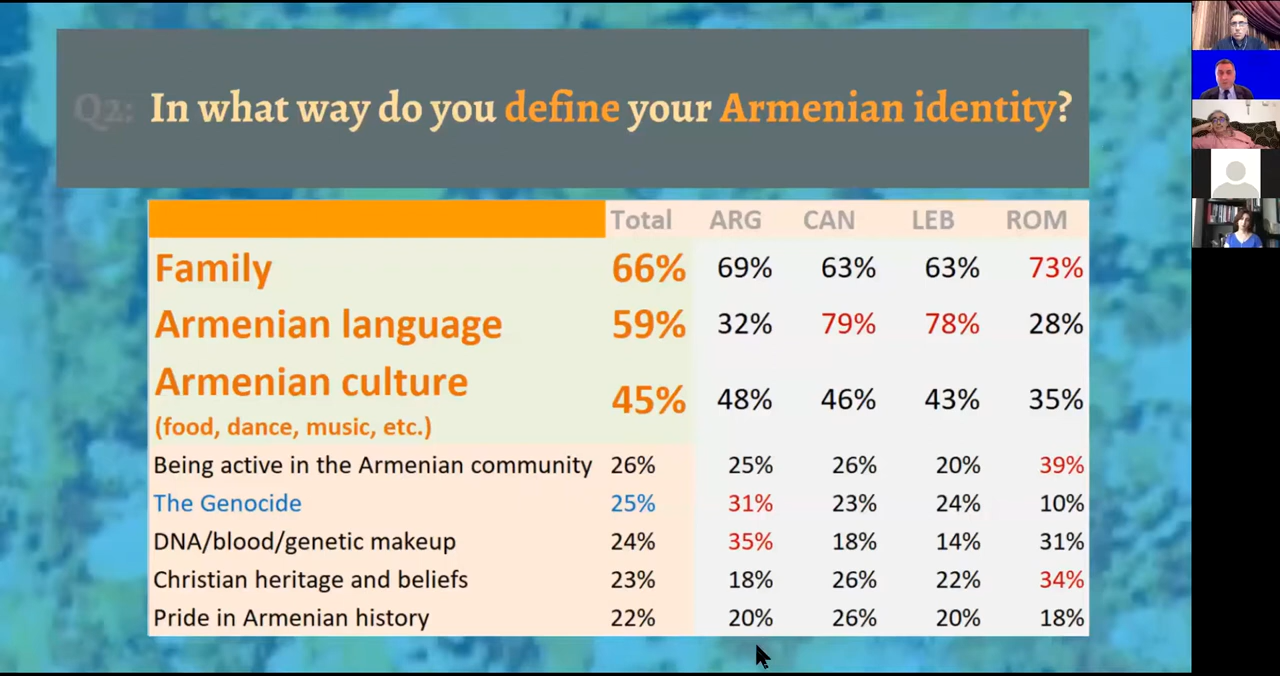 Q2: In what way do you define your Armenian identity?
Total ARG CAN LEB ROM
Family 66% 69% 63% 63% 73%
Armenian language 59% 32% 79% 78% 28%
Armenian culture
(food, dance, music, etc.) 45% 48% 46% 43% 35%
Being active in the Armenian community 26% 25% 26% 20% 39%
The Genocide 25% 31% 23% 24% 10%
DNA/blood/genetic makeup 24% 35% 18% 14% 31%
Christian heritage and beliefs 23% 18% 26% 22% 34%
Pride in Armenian history 22% 20% 26% 20% 18%